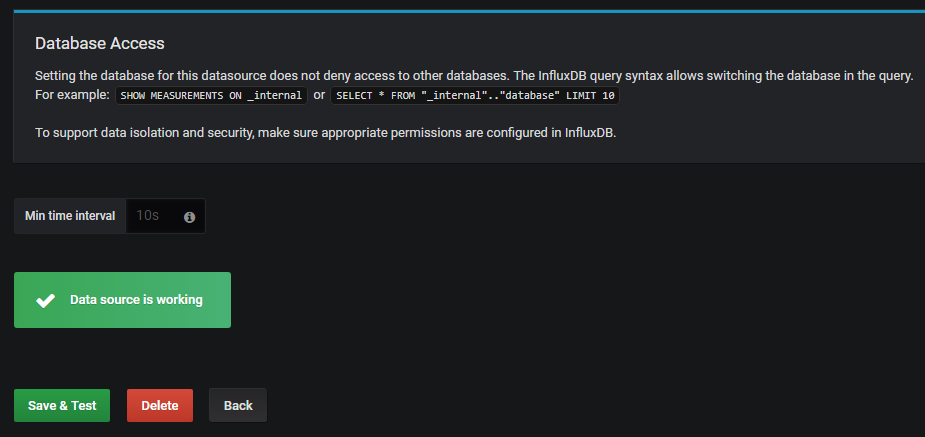 Database Access
Setting the database for this datasource does not deny access to other databases. The InfluxDB query syntax allows switching the database in the query.
For example: SHOW MEASUREMENTS ON _internal or SELECT * FROM "_internal".."database" LIMIT 10
To support data isolation and security, make sure appropriate permissions are configured in InfluxDB.
Min time interval 10s
Data source is working
Save & Test Delete Back